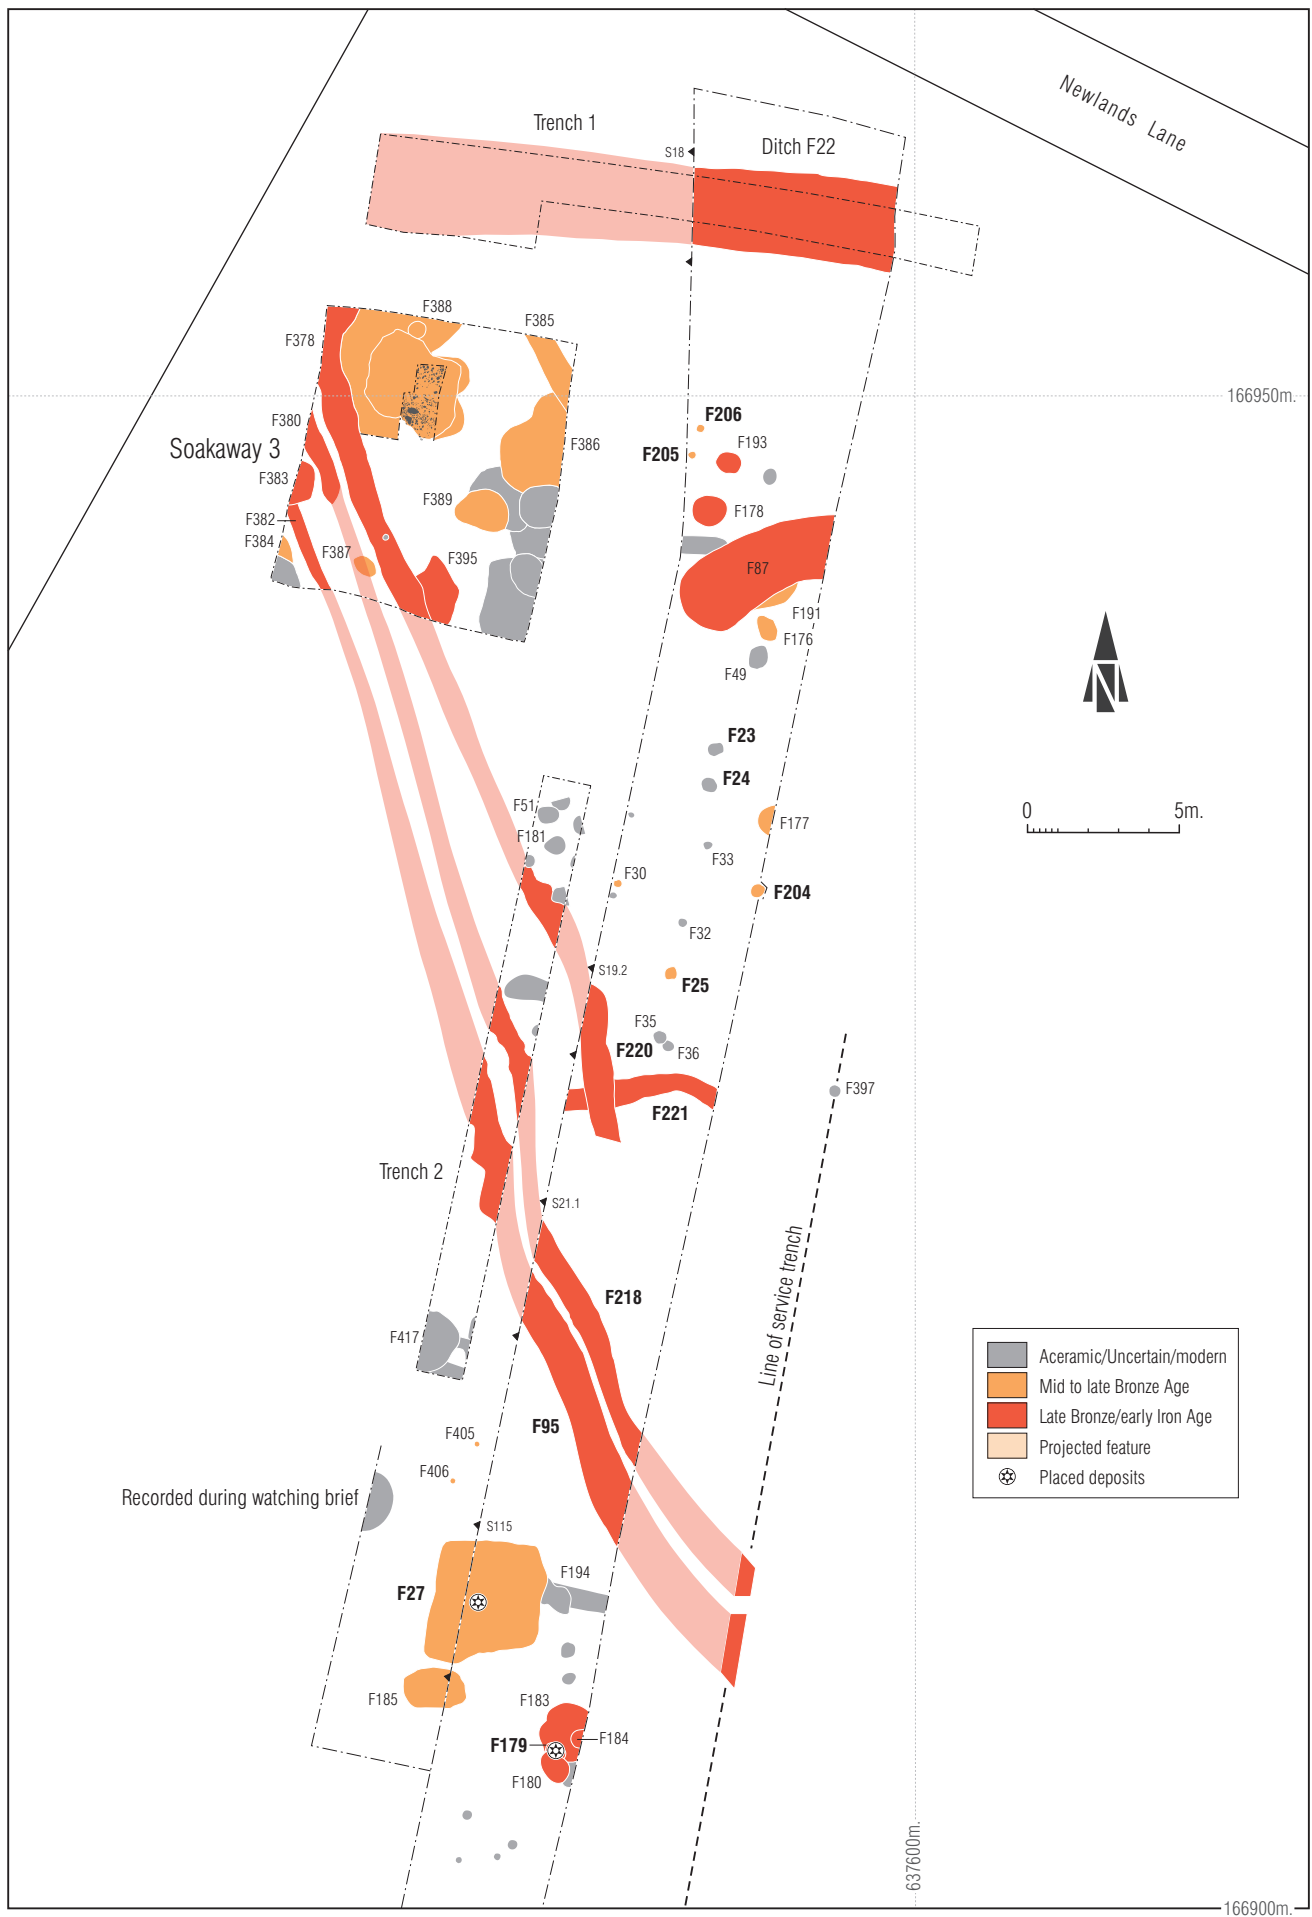 Newlands Lane
Trench 1
S18
Ditch F22
F388
F385
F378
166950m.
F380
F206
Soakaway 3
F386
F205
F193
F383
F389
F178
F382
F384
F387
F395
F87
F191
F176
F49
F23
F24
F51
0 5m.
F177
F181
F33
F30
F204
F32
S19.2
F25
F35
F220
F36
F397
F221
Trench 2
S21.1
Line of service trench
F218
F417
Aceramic/Uncertain/modern
Mid to late Bronze Age
Late Bronze/early Iron Age
Projected feature
Placed deposits
F95
F405
F406
Recorded during watching brief
S115
F194
F27
F185
F183
F184
F179
F180
637600m.
166900m.
N